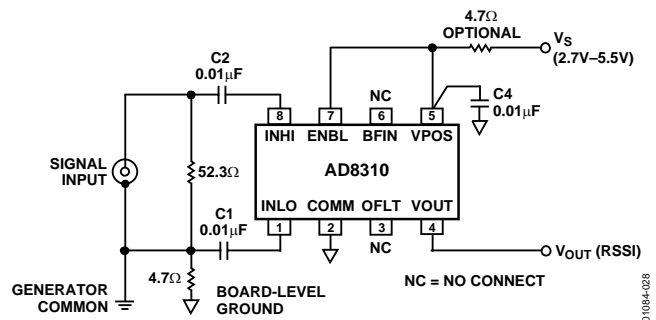 4.7Ω
OPTIONAL
VS
(2.7V–5.5V)
C2
0.01μF
NC
C4
0.01μF
8
7
6
5
INHI
ENBL
BFIN
VPOS
SIGNAL
INPUT
52.3Ω
AD8310
C1
0.01μF
INLO
COMM
OFLT
VOUT
1
2
3
4
NC
VOUT (RSSI)
4.7Ω
GENERATOR
COMMON
BOARD-LEVEL
GROUND
NC = NO CONNECT
01084-028